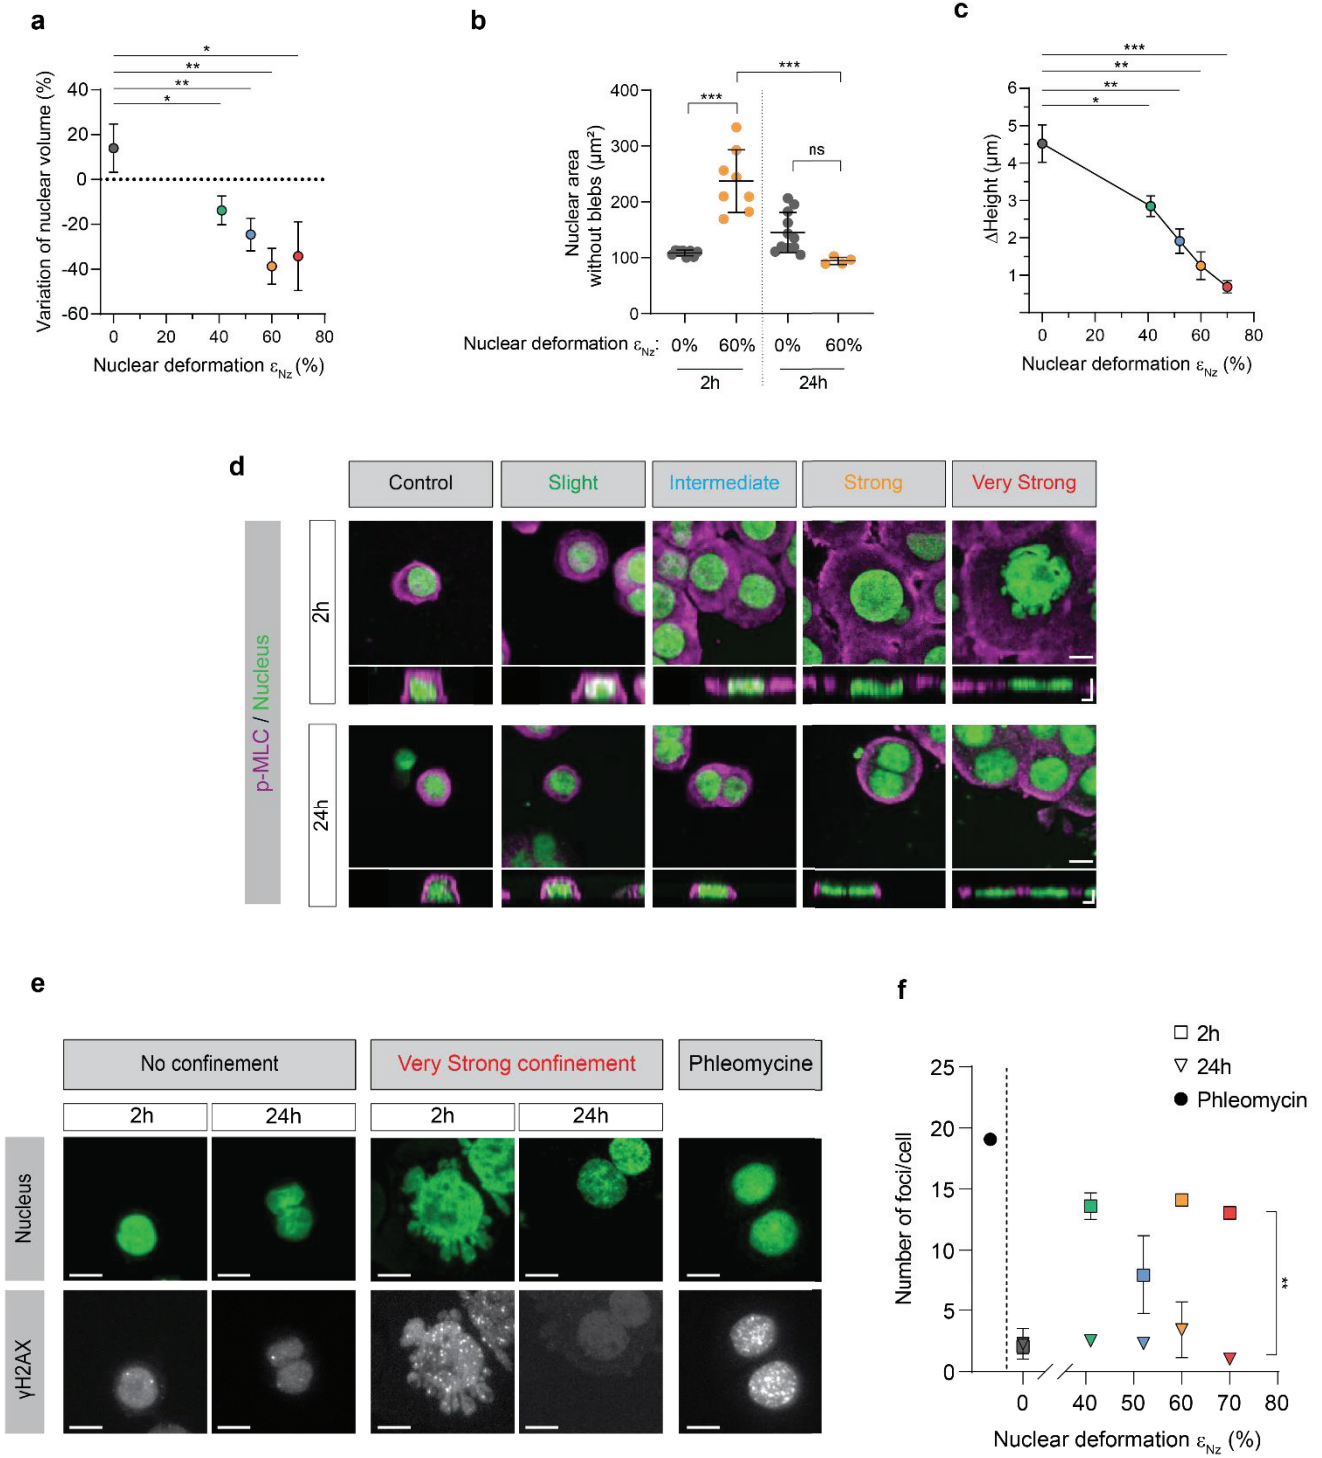 a
*
**
**
*
Variation of nuclear volume (%)
40
20
0
-20
-40
-60
0
20
40
60
80
Nuclear deformation εNz (%)
b
***
***
ns
Nuclear area
without blebs (µm²)
400
300
200
100
0
Nuclear deformation εNz: 0% 60% 0% 60%
2h 24h
c
***
**
**
*
ΔHeight (µm)
6
5
4
3
2
1
0 20 40 60 80
Nuclear deformation εNz (%)
d
Control Slight Intermediate Strong Very Strong
p-MLC / Nucleus
2h
24h
e
No confinement Very Strong confinement Phleomycine
2h 24h 2h 24h
Nucleus
γH2AX
f
2h
24h
Phleomycin
Number of foci/cell
25
20
15
10
5
0
**
0 40 50 60 70 80
Nuclear deformation εNz (%)